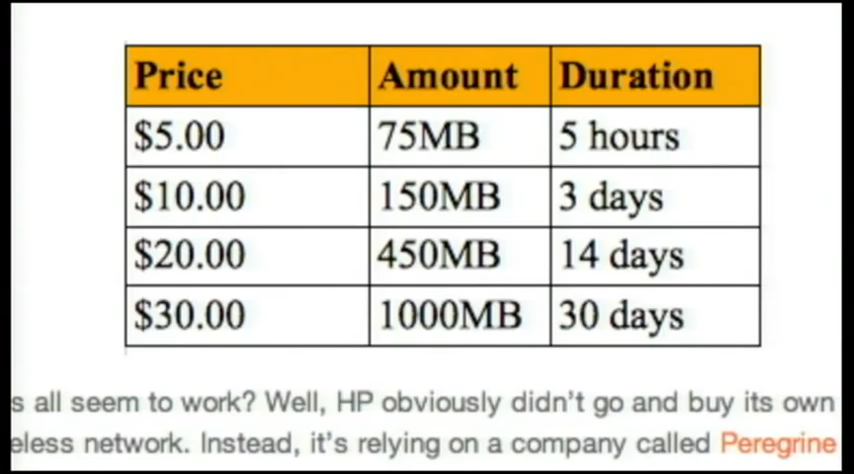 Price Amount Duration
$5.00 75MB 5 hours
$10.00 150MB 3 days
$20.00 450MB 14 days
$30.00 1000MB 30 days
s all seem to work? Well, HP obviously didn't go and buy its own
eless network. Instead, it's relying on a company called Peregrine